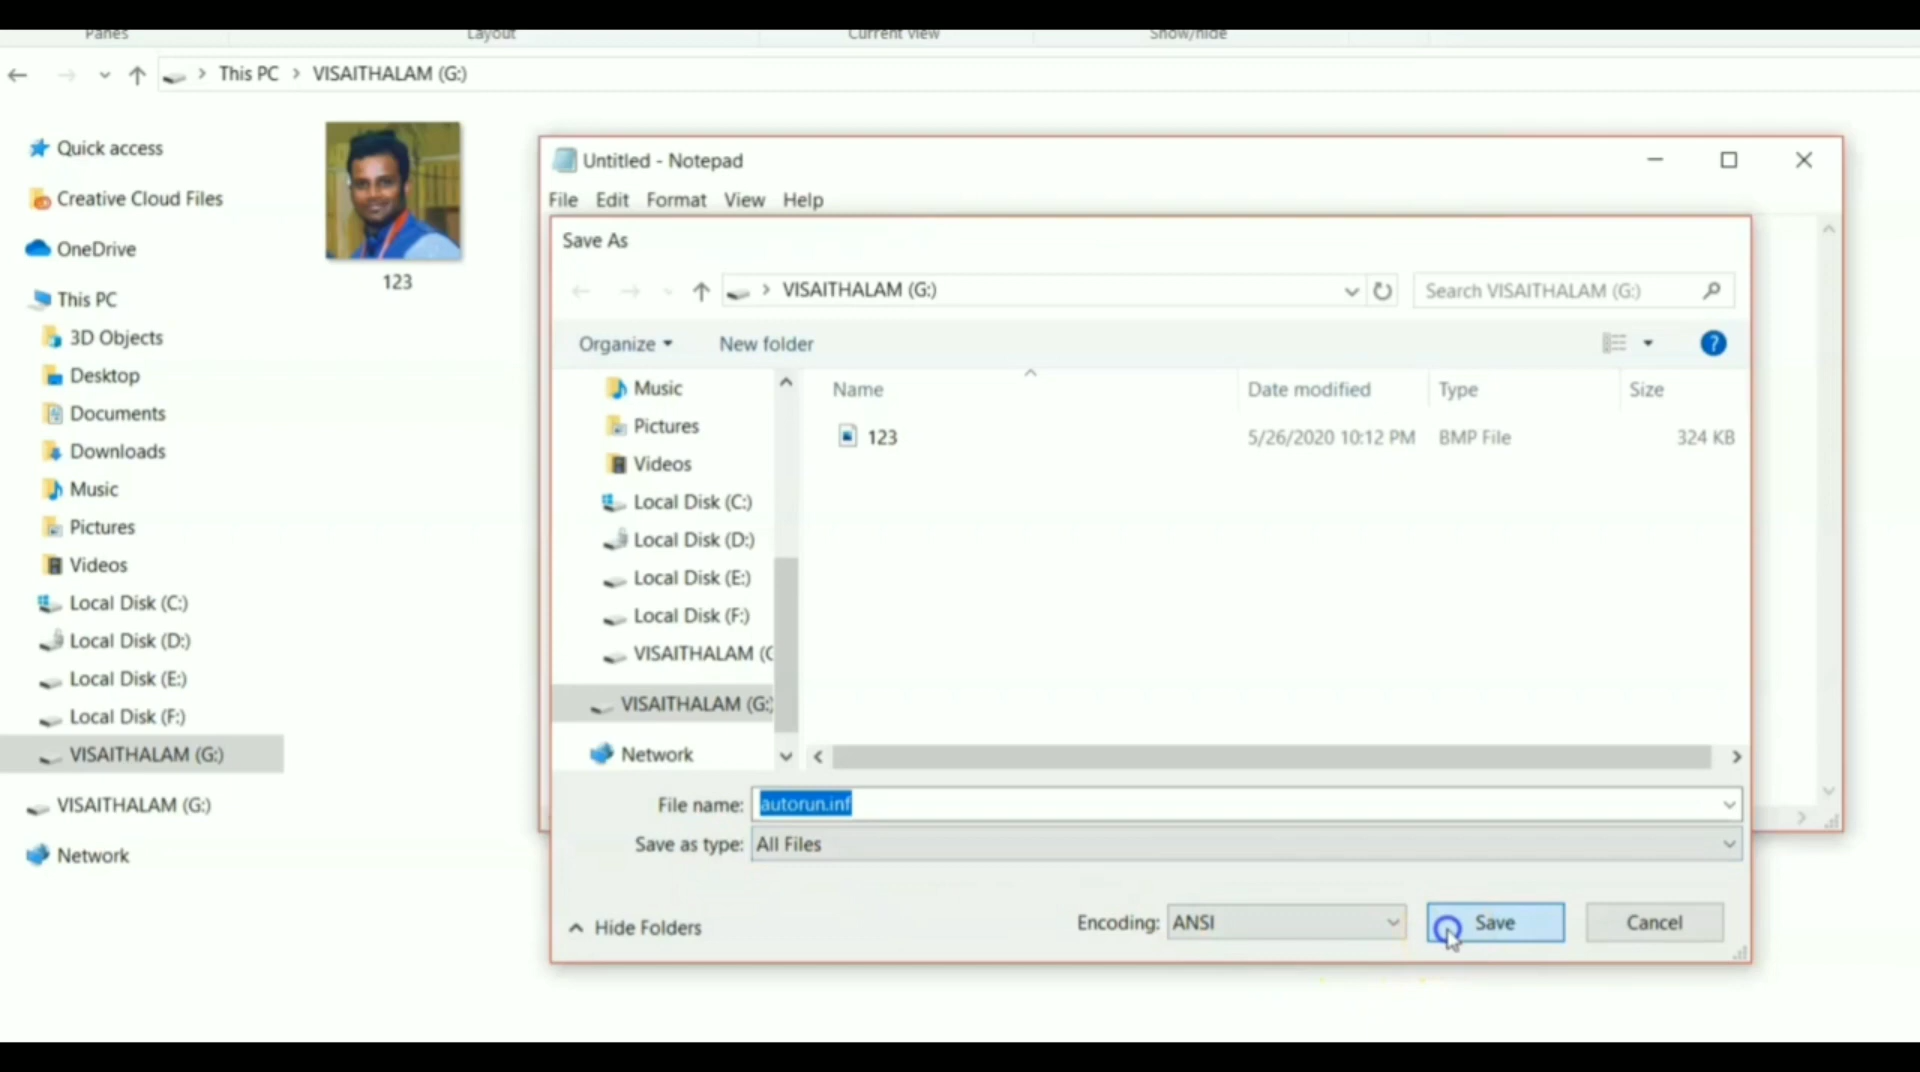 Panes
Layout
Current view
Show/hide
This PC > VISAITHALAM (G:)
Quick access
Creative Cloud Files
OneDrive
This PC
3D Objects
Desktop
Documents
Downloads
Music
Pictures
Videos
Local Disk (C:)
Local Disk (D:)
Local Disk (E:)
Local Disk (F:)
VISAITHALAM (G:)
VISAITHALAM (G:)
Network
123
Untitled - Notepad
File Edit Format View Help
Save As
VISAITHALAM (G:)
Search VISAITHALAM (G:)
Organize
New folder
?
Music
Pictures
Videos
Local Disk (C:)
Local Disk (D:)
Local Disk (E:)
Local Disk (F:)
VISAITHALAM (G
VISAITHALAM (G:)
Network
Name Date modified Type Size
123 5/26/2020 10:12 PM BMP File 324 KB
File name: autorun.inf
Save as type: All Files
Hide Folders
Encoding: ANSI
Save
Cancel